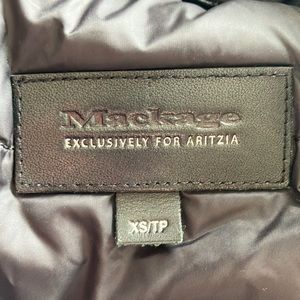 Mackage
EXCLUSIVELY FOR ARITZIA
XS/TP